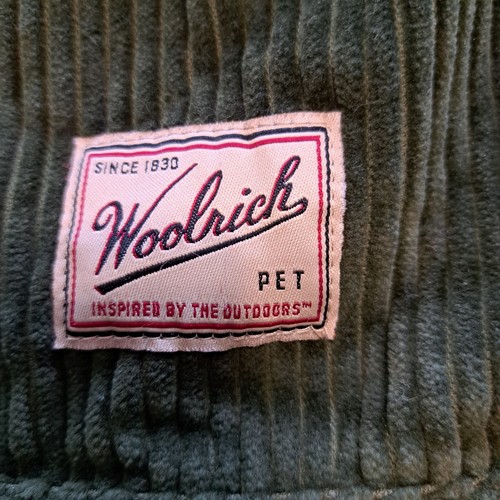 SINCE 1830
Woolrich
PET
INSPIRED BY THE OUTDOORS™